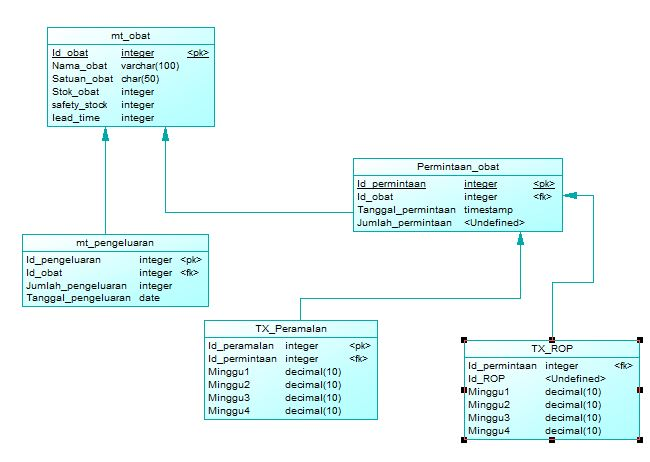 mt_obat
Id_obat integer <pk>
Nama_obat varchar(100)
Satuan_obat char(50)
Stok_obat integer
safety_stock integer
lead_time integer
Permintaan_obat
Id_permintaan integer <pk>
Id_obat integer <fk>
Tanggal_permintaan timestamp
Jumlah_permintaan <Undefined>
mt_pengeluaran
Id_pengeluaran integer <pk>
Id_obat integer <fk>
Jumlah_pengeluaran integer
Tanggal_pengeluaran date
TX_Peramalan
Id_peramalan integer <pk>
Id_permintaan integer <fk>
Minggu1 decimal(10)
Minggu2 decimal(10)
Minggu3 decimal(10)
Minggu4 decimal(10)
TX_ROP
Id_permintaan integer <fk>
Id_ROP <Undefined>
Minggu1 decimal(10)
Minggu2 decimal(10)
Minggu3 decimal(10)
Minggu4 decimal(10)